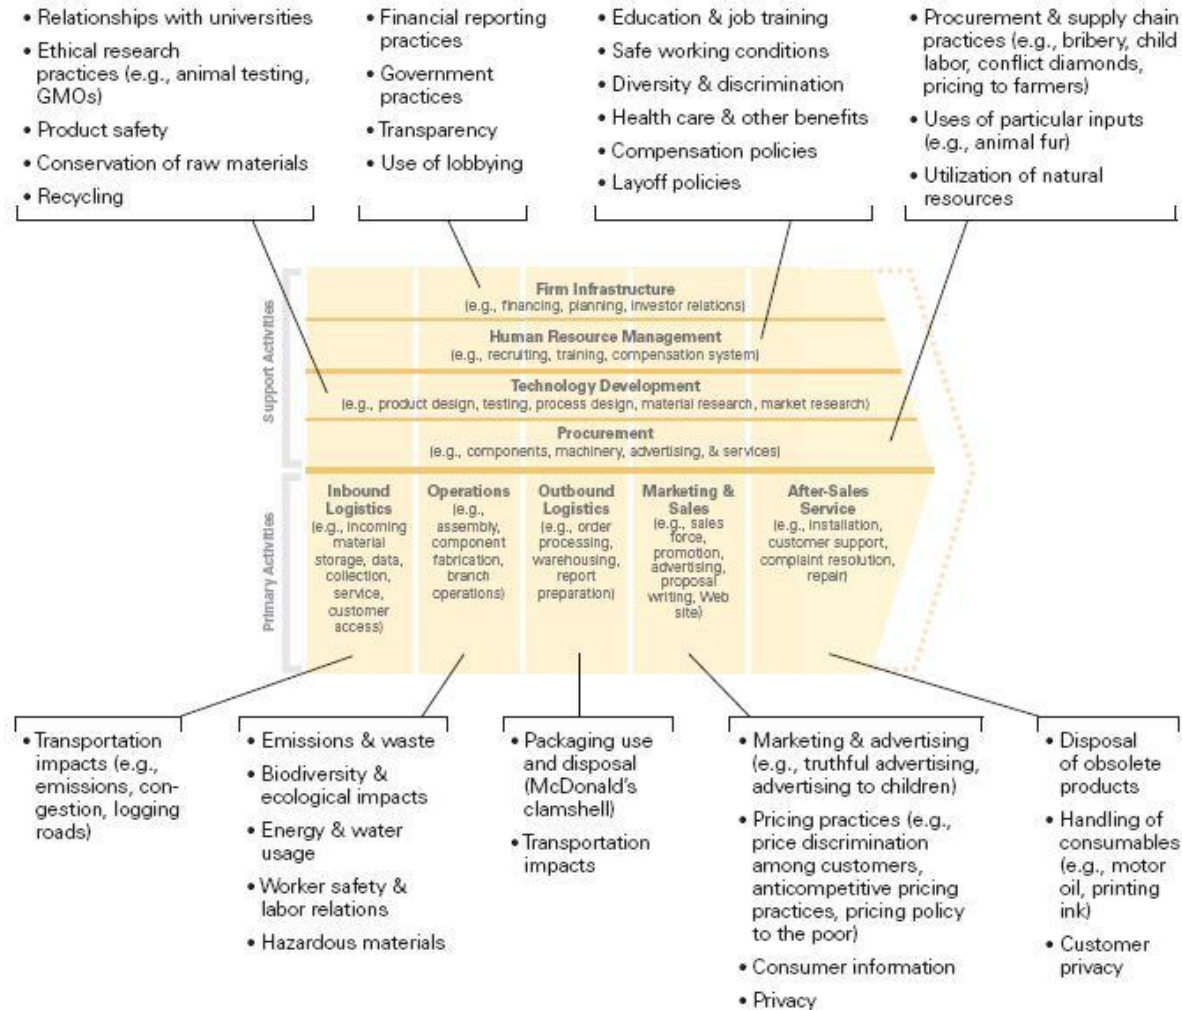 • Relationships with universities
• Ethical research
practices (e.g., animal testing,
GMOs)
• Product safety
• Conservation of raw materials
• Recycling
• Financial reporting
practices
• Government
practices
• Transparency
• Use of lobbying
• Education & job training
• Safe working conditions
• Diversity & discrimination
• Health care & other benefits
• Compensation policies
• Layoff policies
• Procurement & supply chain
practices (e.g., bribery, child
labor, conflict diamonds,
pricing to farmers)
• Uses of particular inputs
(e.g., animal fur)
• Utilization of natural
resources
Support Activities
Firm Infrastructure
(e.g., financing, planning, investor relations)
Human Resource Management
(e.g., recruiting, training, compensation system)
Technology Development
(e.g., product design, testing, process design, material research, market research)
Procurement
(e.g., components, machinery, advertising, & services)
Primary Activities
Inbound
Logistics
(e.g., incoming
material
storage, data,
collection,
service,
customer
access)
Operations
(e.g.,
assembly,
component
fabrication,
branch
operations)
Outbound
Logistics
(e.g., order
processing,
warehousing,
report
preparation)
Marketing &
Sales
(e.g., sales
force,
promotion,
advertising,
proposal
writing, Web
site)
After-Sales
Service
(e.g., installation,
customer support,
complaint resolution,
repair)
• Transportation
impacts (e.g.,
emissions, con-
gestion, logging
roads)
• Emissions & waste
• Biodiversity &
ecological impacts
• Energy & water
usage
• Worker safety &
labor relations
• Hazardous materials
• Packaging use
and disposal
(McDonald's
clamshell)
• Transportation
impacts
• Marketing & advertising
(e.g., truthful advertising,
advertising to children)
• Pricing practices (e.g.,
price discrimination
among customers,
anticompetitive pricing
practices, pricing policy
to the poor)
• Consumer information
• Privacy
• Disposal
of obsolete
products
• Handling of
consumables
(e.g., motor
oil, printing
ink)
• Customer
privacy